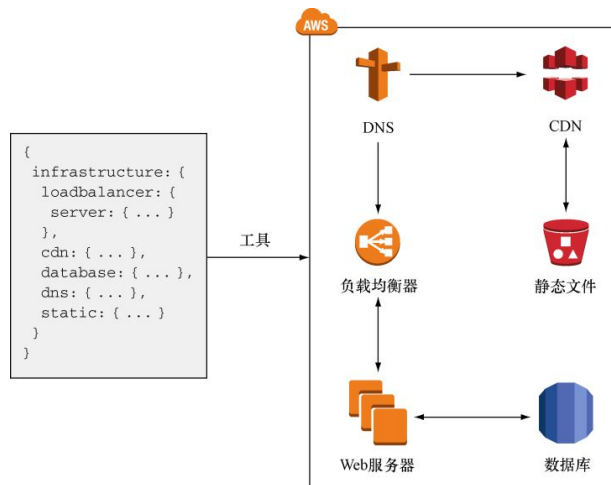 AWS
DNS
CDN
{
infrastructure: {
loadbalancer: {
server: { ... }
},
cdn: { ... },
database: { ... },
dns: { ... },
static: { ... }
}
}
工具
负载均衡器
静态文件
Web服务器
数据库